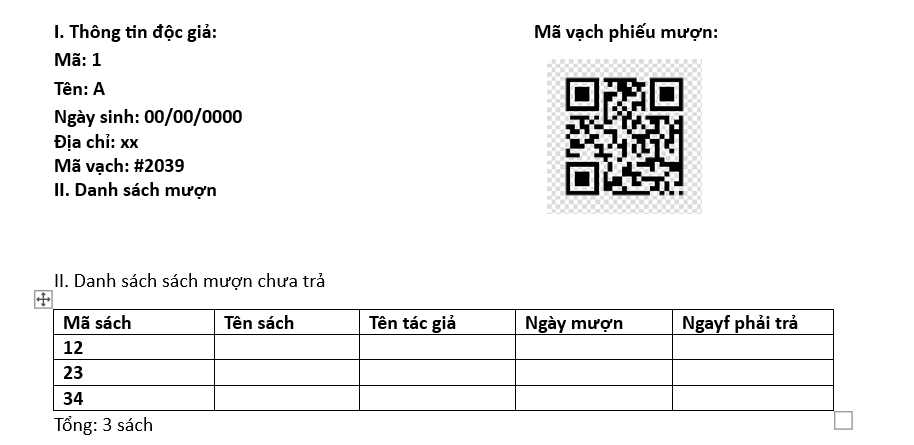 I. Thông tin độc giả:
Mã vạch phiếu mượn:
Mã: 1
Tên: A
Ngày sinh: 00/00/0000
Địa chỉ: xx
Mã vạch: #2039
II. Danh sách mượn
II. Danh sách sách mượn chưa trả
Mã sách Tên sách Tên tác giả Ngày mượn Ngayf phải trả
12
23
34
Tổng: 3 sách